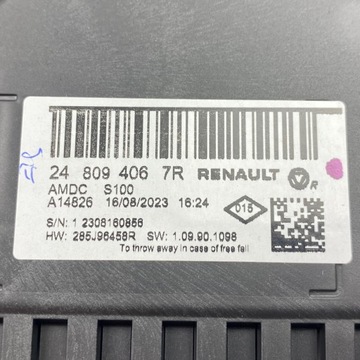 24 809 406 7R RENAULT R
AMDC S100
A14826 16/08/2023 16:24
015
S/N: 1 2308160856
HW: 285J96458R SW: 1.09.90.1098
To throw away in case of free fall